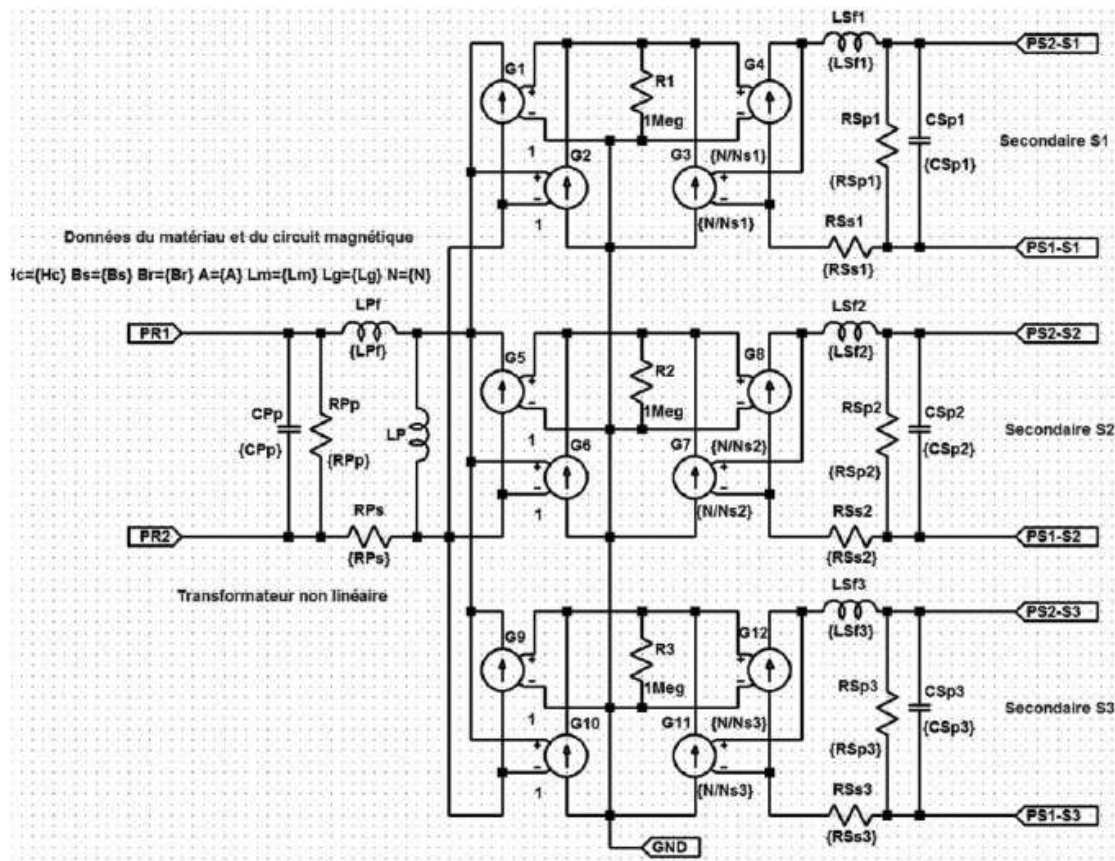 LSf1
{LSf1}
PS2-S1
G1
G4
R1
1Meg
RSp1
{RSp1}
CSp1
{CSp1}
Secondaire S1
1
G2
G3
{N/Ns1}
1
{N/Ns1}
RSs1
{RSs1}
PS1-S1
Données du matériau et du circuit magnétique
Hc={Hc} Bs={Bs} Br={Br} A={A} Lm={Lm} Lg={Lg} N={N}
PR1
LPf
{LPf}
LSf2
{LSf2}
PS2-S2
G5
G8
R2
1Meg
CPp
{CPp}
RPp
{RPp}
LP
RSp2
{RSp2}
CSp2
{CSp2}
Secondaire S2
1
G6
G7
{N/Ns2}
1
{N/Ns2}
RPs
{RPs}
PR2
RSs2
{RSs2}
PS1-S2
Transformateur non linéaire
LSf3
{LSf3}
PS2-S3
G9
G12
R3
1Meg
RSp3
{RSp3}
CSp3
{CSp3}
Secondaire S3
1
G10
G11
{N/Ns3}
1
{N/Ns3}
RSs3
{RSs3}
PS1-S3
GND